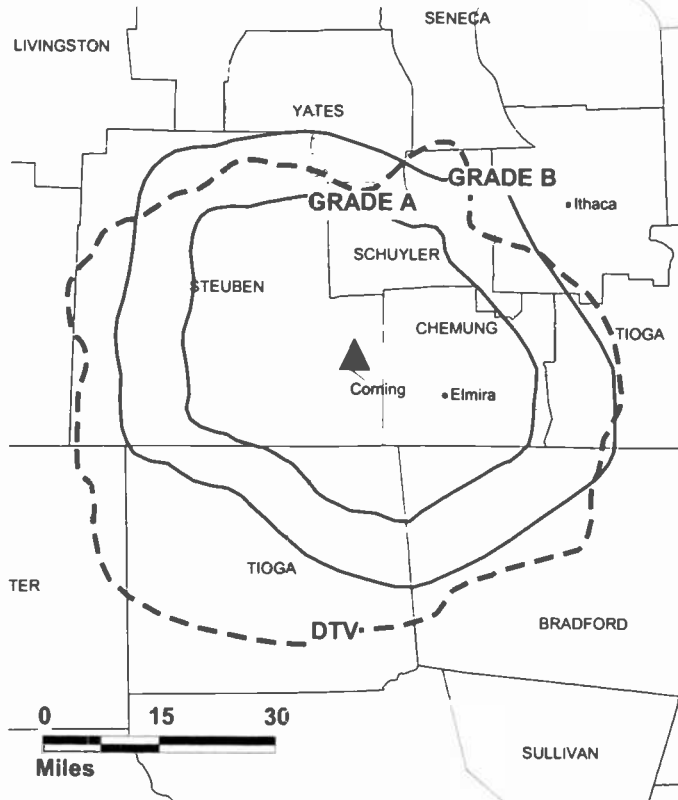 SENECA
LIVINGSTON
YATES
GRADE B
GRADE A
Ithaca
SCHUYLER
STEUBEN
CHEMUNG
TIOGA
Corning
Elmira
TIOGA
TER
DTV
BRADFORD
0 15 30
Miles
SULLIVAN